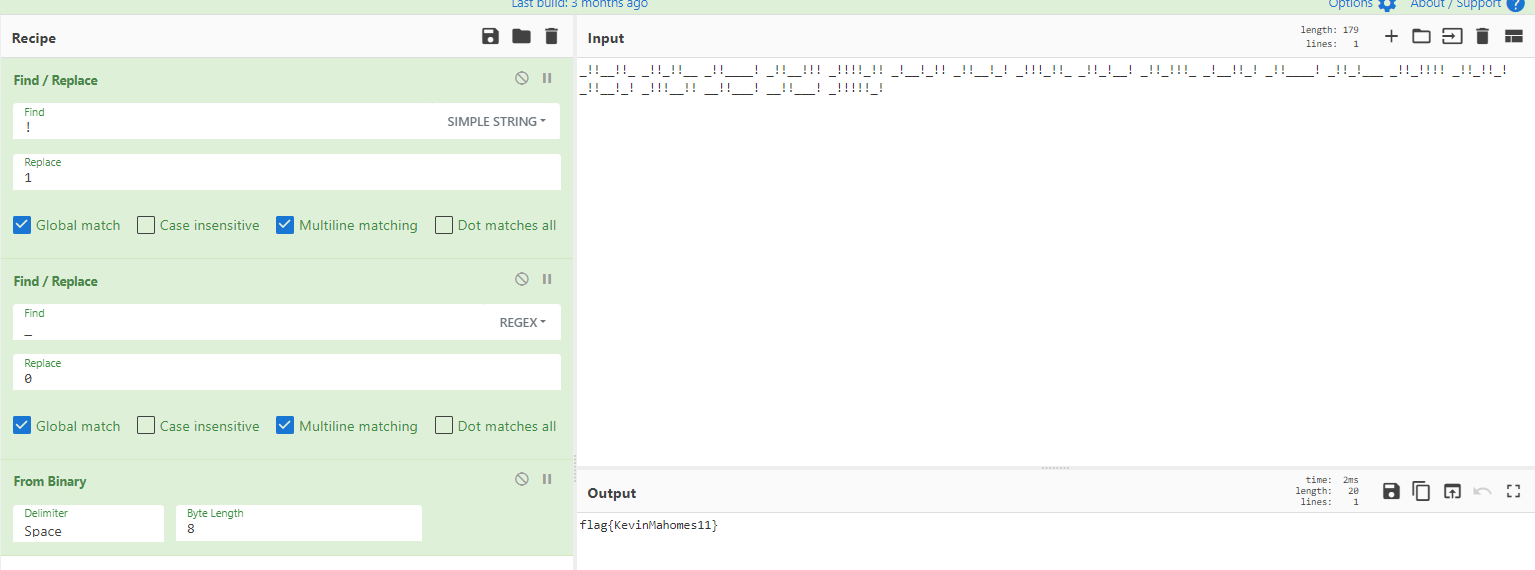 Last build: 3 months ago
Options
About / Support
Recipe
Find / Replace
Find
!
SIMPLE STRING
Replace
1
Global match
Case insensitive
Multiline matching
Dot matches all
Find / Replace
Find
_
REGEX
Replace
0
Global match
Case insensitive
Multiline matching
Dot matches all
From Binary
Delimiter
Space
Byte Length
8
Input
length: 179
lines: 1
_!!__!!_ _!!_!!__ _!!____! _!!__!!! _!!!!_!! _!__!_!! _!!__!_! _!!!_!!_ _!!_!__! _!!_!!!_ _!__!!_! _!!____! _!!_!___ _!!_!!!! _!!_!!_!
_!!__!_! _!!!__!! __!!___! __!!___! _!!!!!_!
Output
time: 2ms
length: 20
lines: 1
flag{KevinMahomes11}